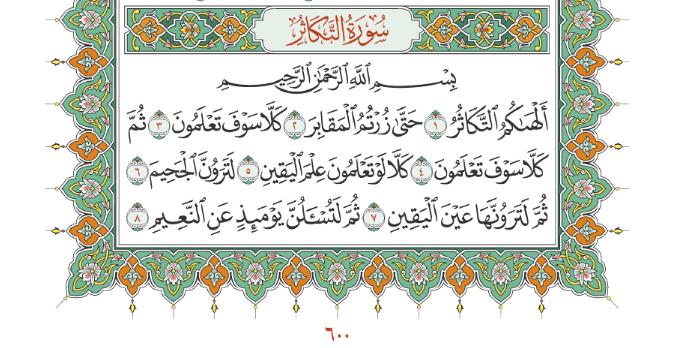 سُورَةُ التَّكَاثُرِ
بِسْمِ ٱللَّهِ ٱلرَّحْمَٰنِ ٱلرَّحِيمِ
أَلْهَىٰكُمُ ٱلتَّكَاثُرُ ١ حَتَّىٰ زُرْتُمُ ٱلْمَقَابِرَ ٢ كَلَّا سَوْفَ تَعْلَمُونَ ٣ ثُمَّ
كَلَّا سَوْفَ تَعْلَمُونَ ٤ كَلَّا لَوْ تَعْلَمُونَ عِلْمَ ٱلْيَقِينِ ٥ لَتَرَوُنَّ ٱلْجَحِيمَ ٦
ثُمَّ لَتَرَوُنَّهَا عَيْنَ ٱلْيَقِينِ ٧ ثُمَّ لَتُسْـَٔلُنَّ يَوْمَئِذٍ عَنِ ٱلنَّعِيمِ ٨
٦٠٠